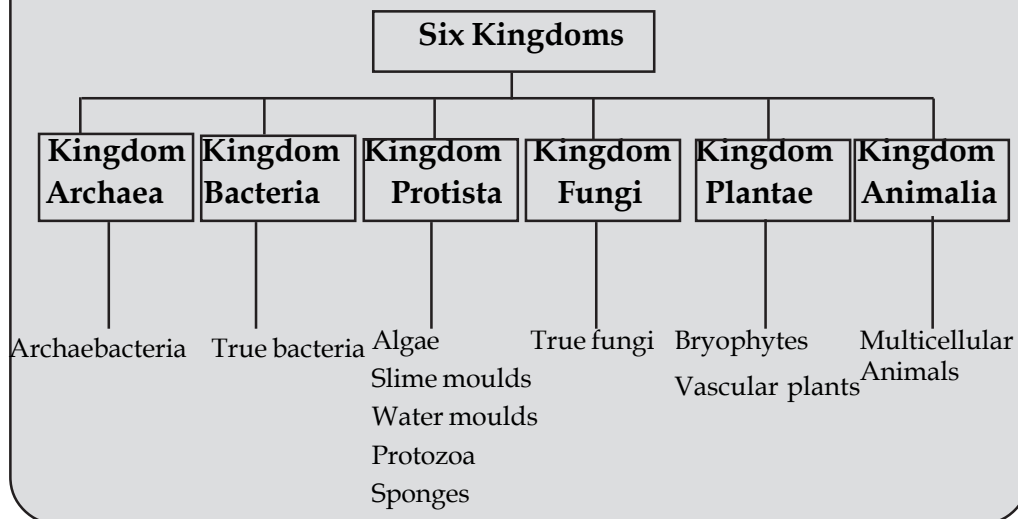 Six Kingdoms
Kingdom
Archaea
Kingdom
Bacteria
Kingdom
Protista
Kingdom
Fungi
Kingdom
Plantae
Kingdom
Animalia
Archaebacteria
True bacteria
Algae
Slime moulds
Water moulds
Protozoa
Sponges
True fungi
Bryophytes
Vascular plants
Multicellular
Animals